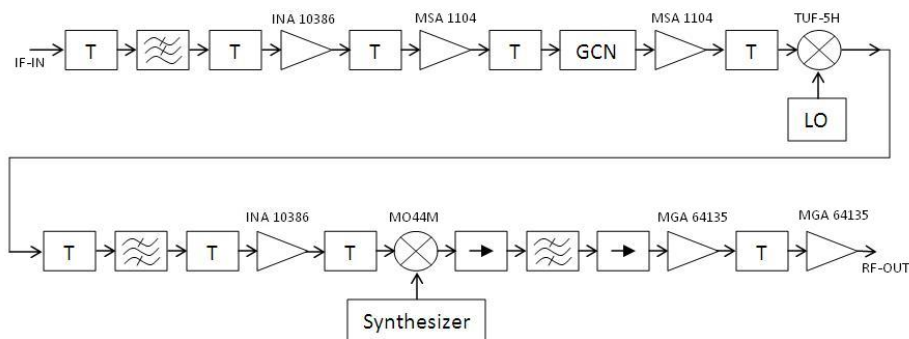 INA 10386
MSA 1104
MSA 1104
TUF-5H
IF-IN
T
T
T
T
GCN
T
LO
INA 10386
MO44M
MGA 64135
MGA 64135
T
T
T
T
RF-OUT
Synthesizer